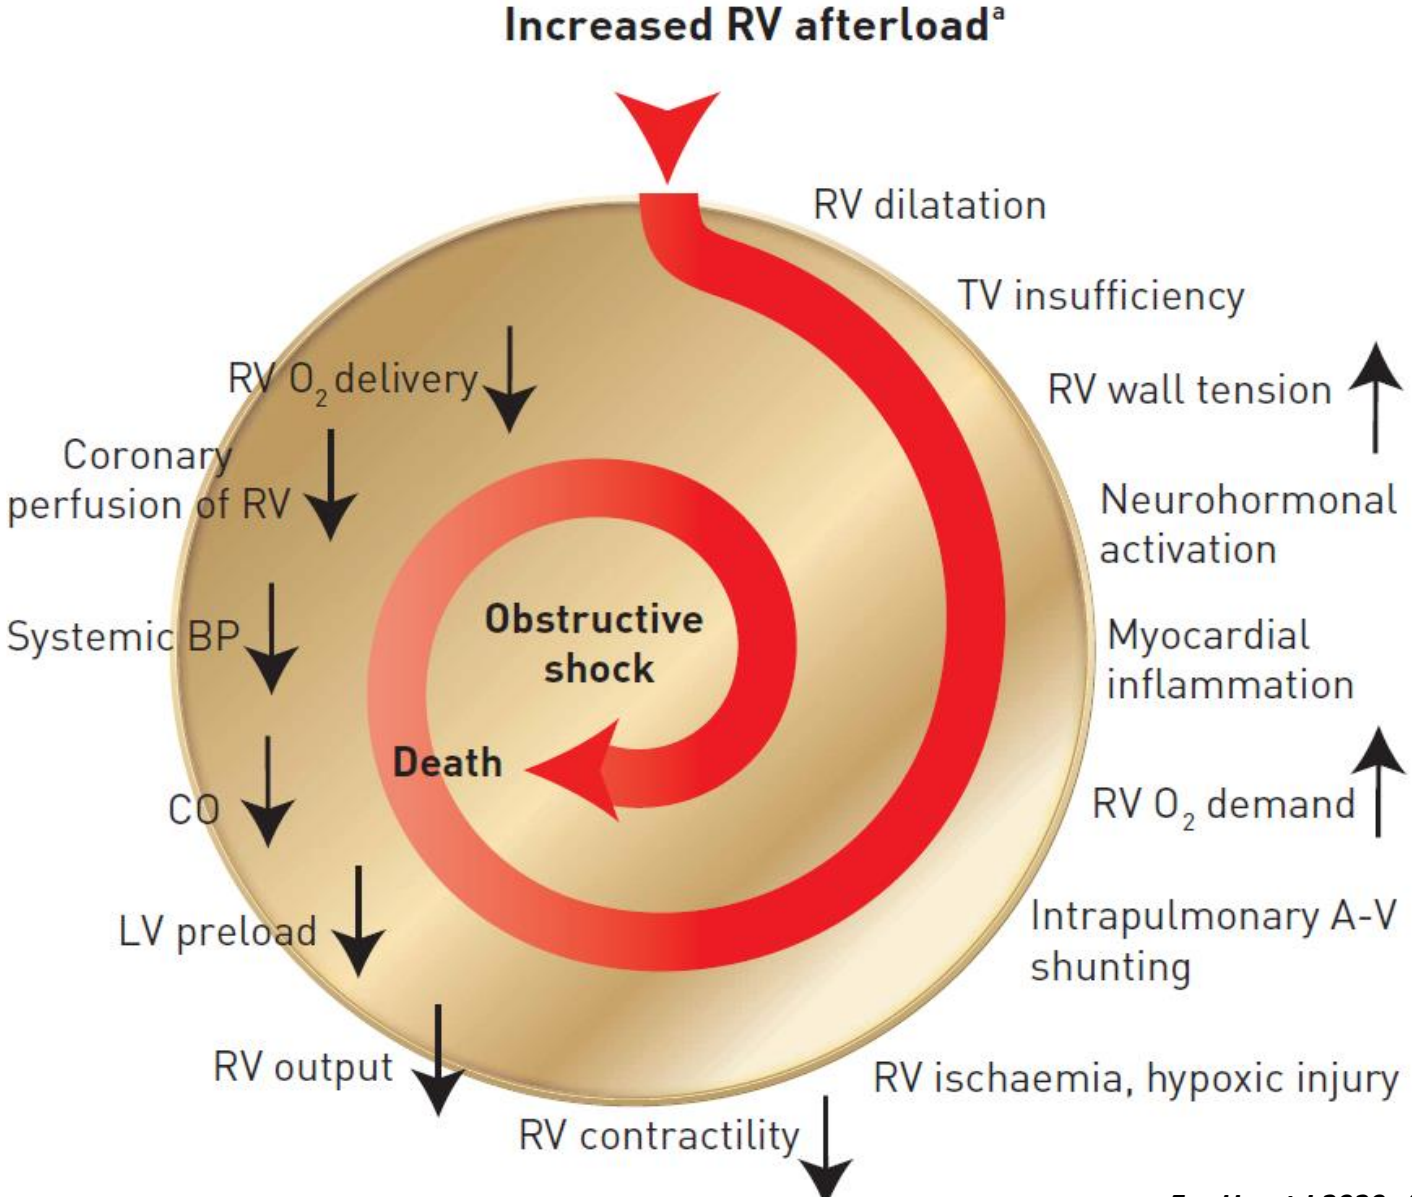 Increased RV afterloadᵃ
RV dilatation
TV insufficiency
RV wall tension
Neurohormonal
activation
Myocardial
inflammation
RV O₂ demand
Intrapulmonary A-V
shunting
RV ischaemia, hypoxic injury
RV contractility
RV output
LV preload
CO
Systemic BP
Coronary
perfusion of RV
RV O₂ delivery
Obstructive
shock
Death